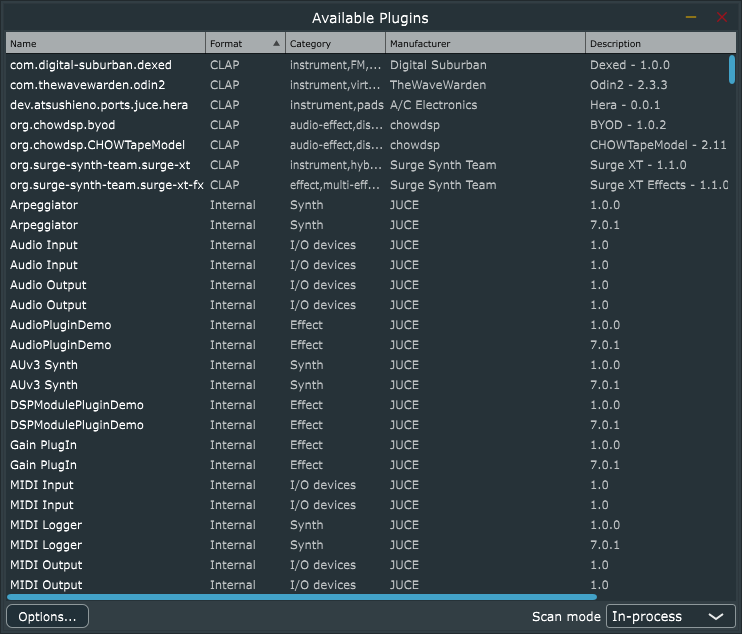 Available Plugins
Name Format Category Manufacturer Description
com.digital-suburban.dexed CLAP instrument,FM,... Digital Suburban Dexed - 1.0.0
com.thewavewarden.odin2 CLAP instrument,virt... TheWaveWarden Odin2 - 2.3.3
dev.atsushieno.ports.juce.hera CLAP instrument,pads A/C Electronics Hera - 0.0.1
org.chowdsp.byod CLAP audio-effect,dis... chowdsp BYOD - 1.0.2
org.chowdsp.CHOWTapeModel CLAP audio-effect,dis... chowdsp CHOWTapeModel - 2.11
org.surge-synth-team.surge-xt CLAP instrument,hyb... Surge Synth Team Surge XT - 1.1.0
org.surge-synth-team.surge-xt-fx CLAP effect,multi-eff... Surge Synth Team Surge XT Effects - 1.1.0
Arpeggiator Internal Synth JUCE 1.0.0
Arpeggiator Internal Synth JUCE 7.0.1
Audio Input Internal I/O devices JUCE 1.0
Audio Input Internal I/O devices JUCE 1.0
Audio Output Internal I/O devices JUCE 1.0
Audio Output Internal I/O devices JUCE 1.0
AudioPluginDemo Internal Effect JUCE 1.0.0
AudioPluginDemo Internal Effect JUCE 7.0.1
AUv3 Synth Internal Synth JUCE 1.0.0
AUv3 Synth Internal Synth JUCE 7.0.1
DSPModulePluginDemo Internal Effect JUCE 1.0.0
DSPModulePluginDemo Internal Effect JUCE 7.0.1
Gain PlugIn Internal Effect JUCE 1.0.0
Gain PlugIn Internal Effect JUCE 7.0.1
MIDI Input Internal I/O devices JUCE 1.0
MIDI Input Internal I/O devices JUCE 1.0
MIDI Logger Internal Synth JUCE 1.0.0
MIDI Logger Internal Synth JUCE 7.0.1
MIDI Output Internal I/O devices JUCE 1.0
MIDI Output Internal I/O devices JUCE 1.0
Options... Scan mode In-process